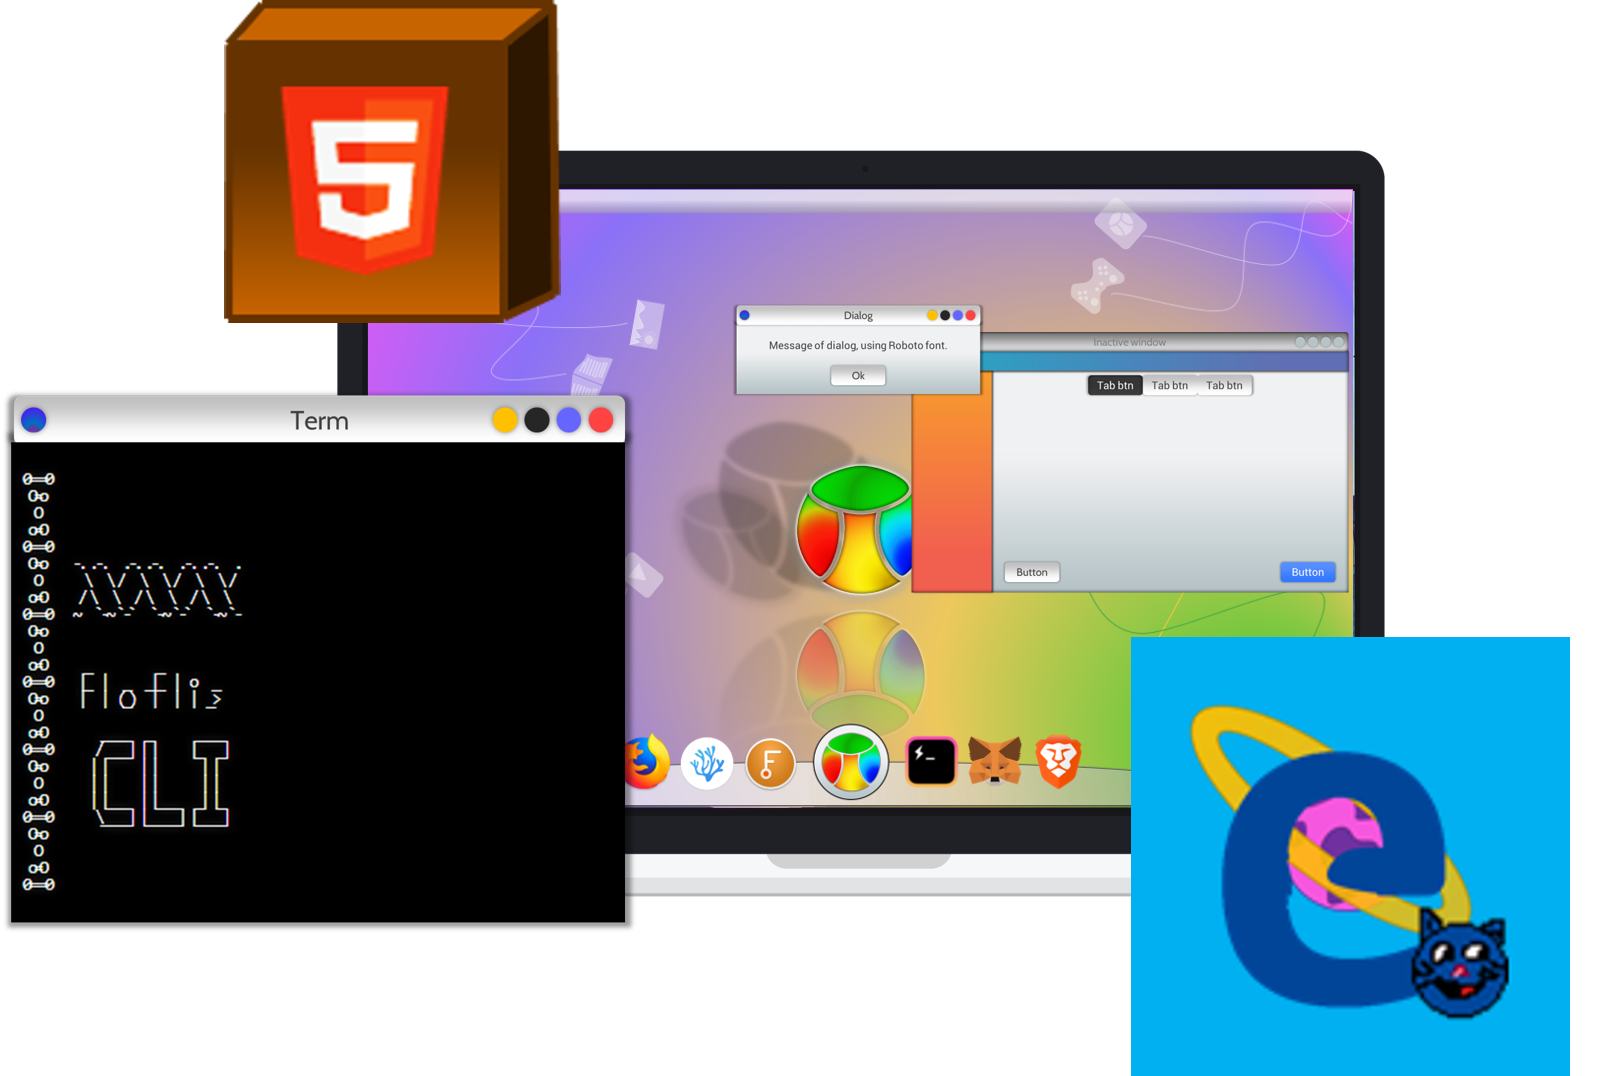 5
Dialog
Message of dialog, using Roboto font.
Ok
Inactive window
Tab btn Tab btn Tab btn
Button Button
Term
Floflis
CLI
F
e